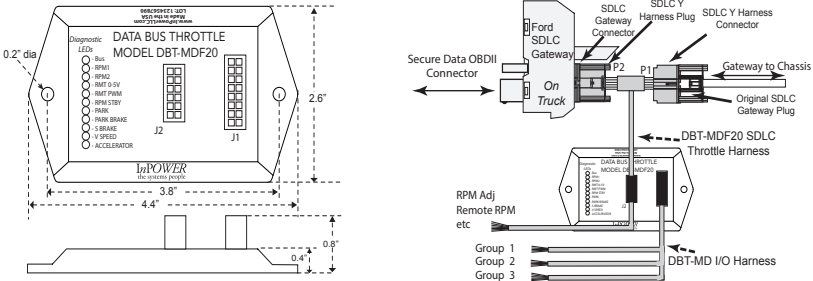 LOT: 1234567890
Made in the USA
www.InPowerLLC.com
DATA BUS THROTTLE
MODEL DBT-MDF20
Diagnostic
LEDs
- Bus
- RPM1
- RPM2
- RMT 0-5V
- RMT PWM
- RPM STBY
- PARK
- PARK BRAKE
- S BRAKE
- V SPEED
- ACCELERATOR
J2
J1
INPOWER
the systems people
0.2" dia
2.6"
3.8"
4.4"
0.8"
0.4"
Ford
SDLC
Gateway
On
Truck
SDLC
Gateway
Connector
SDLC Y
Harness Plug
SDLC Y Harness
Connector
P2
P1
Secure Data OBDII
Connector
Gateway to Chassis
Original SDLC
Gateway Plug
DBT-MDF20 SDLC
Throttle Harness
Diagnostic
LEDs
DATA BUS THROTTLE
MODEL DBT-MDF20
J2
RPM Adj
Remote RPM
etc
Group 1
Group 2
Group 3
DBT-MD I/O Harness